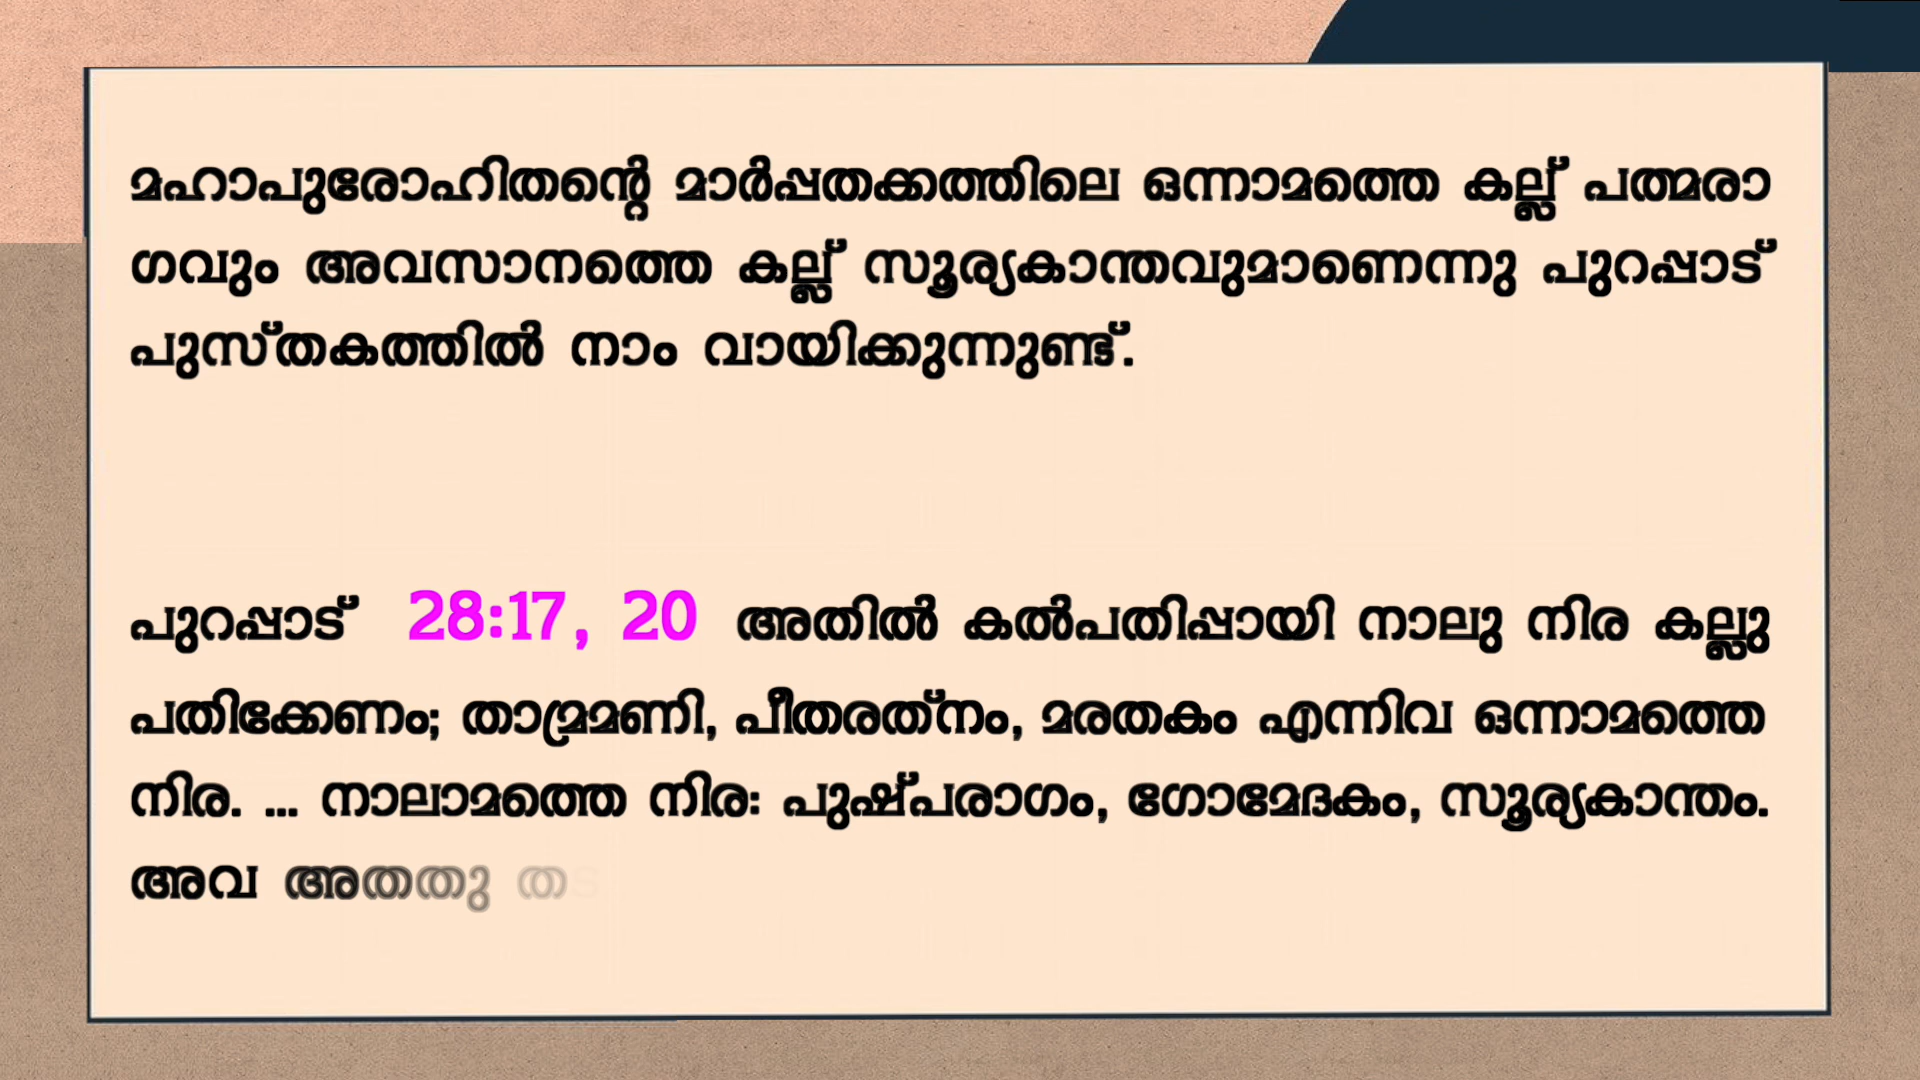 മഹാപുരോഹിതന്റെ മാർപ്പതക്കത്തിലെ ഒന്നാമത്തെ കല്ല് പത്മരാ
ഗവും അവസാനത്തെ കല്ല് സൂര്യകാന്തവുമാണെന്നു പുറപ്പാട്
പുസ്തകത്തിൽ നാം വായിക്കുന്നുണ്ട്.
പുറപ്പാട് 28:17, 20 അതിൽ കൽപതിപ്പായി നാലു നിര കല്ലു
പതിക്കേണം; താമ്രമണി, പീതരത്നം, മരതകം എന്നിവ ഒന്നാമത്തെ
നിര. ... നാലാമത്തെ നിര: പുഷ്പരാഗം, ഗോമേദകം, സൂര്യകാന്തം.
അവ അതതു